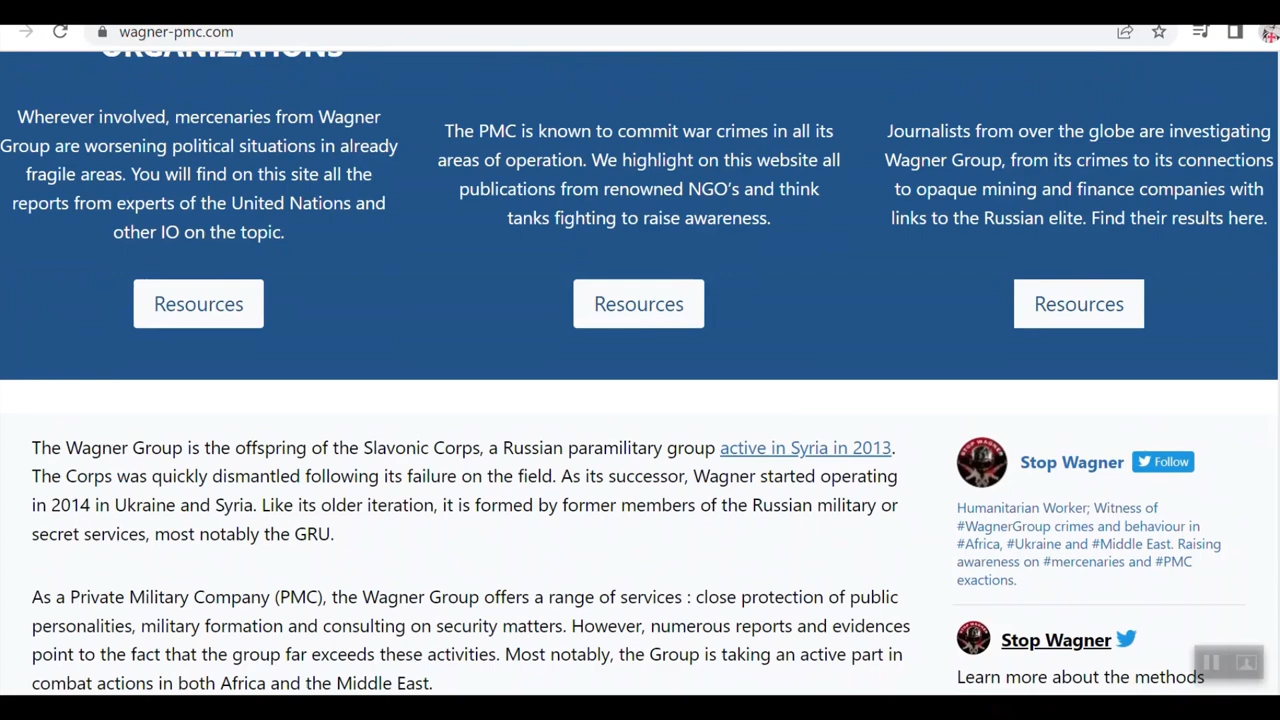 wagner-pmc.com
ORGANIZATIONS
Wherever involved, mercenaries from Wagner
Group are worsening political situations in already
fragile areas. You will find on this site all the
reports from experts of the United Nations and
other IO on the topic.
Resources
The PMC is known to commit war crimes in all its
areas of operation. We highlight on this website all
publications from renowned NGO's and think
tanks fighting to raise awareness.
Resources
Journalists from over the globe are investigating
Wagner Group, from its crimes to its connections
to opaque mining and finance companies with
links to the Russian elite. Find their results here.
Resources
The Wagner Group is the offspring of the Slavonic Corps, a Russian paramilitary group active in Syria in 2013.
The Corps was quickly dismantled following its failure on the field. As its successor, Wagner started operating
in 2014 in Ukraine and Syria. Like its older iteration, it is formed by former members of the Russian military or
secret services, most notably the GRU.
As a Private Military Company (PMC), the Wagner Group offers a range of services : close protection of public
personalities, military formation and consulting on security matters. However, numerous reports and evidences
point to the fact that the group far exceeds these activities. Most notably, the Group is taking an active part in
combat actions in both Africa and the Middle East.
Stop Wagner
Follow
Humanitarian Worker; Witness of
#WagnerGroup crimes and behaviour in
#Africa, #Ukraine and #Middle East. Raising
awareness on #mercenaries and #PMC
exactions.
Stop Wagner
Learn more about the methods